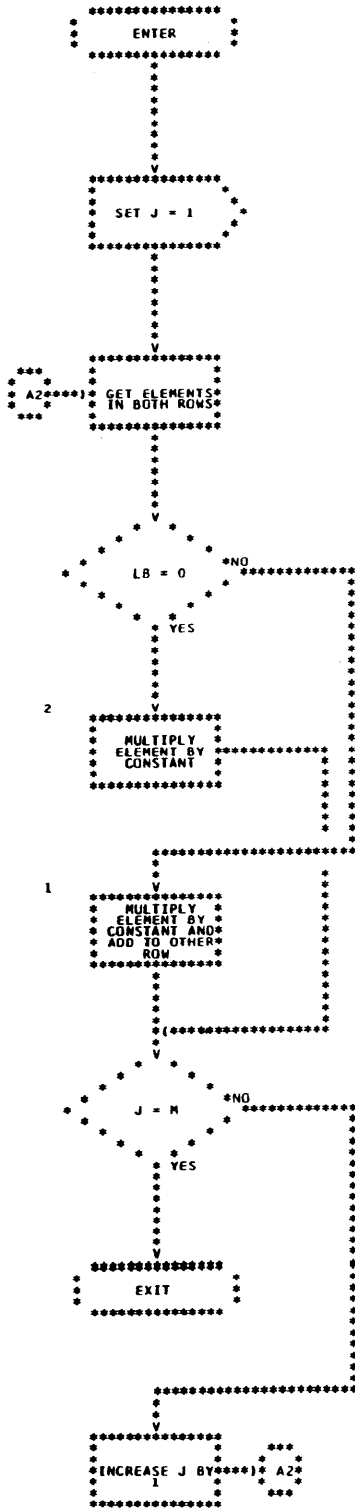 ENTER
SET J = 1
A2
GET ELEMENTS
IN BOTH ROWS
LB = 0
NO
YES
2
MULTIPLY
ELEMENT BY
CONSTANT
1
MULTIPLY
ELEMENT BY
CONSTANT AND
ADD TO OTHER
ROW
J = M
NO
YES
EXIT
INCREASE J BY
1
A2